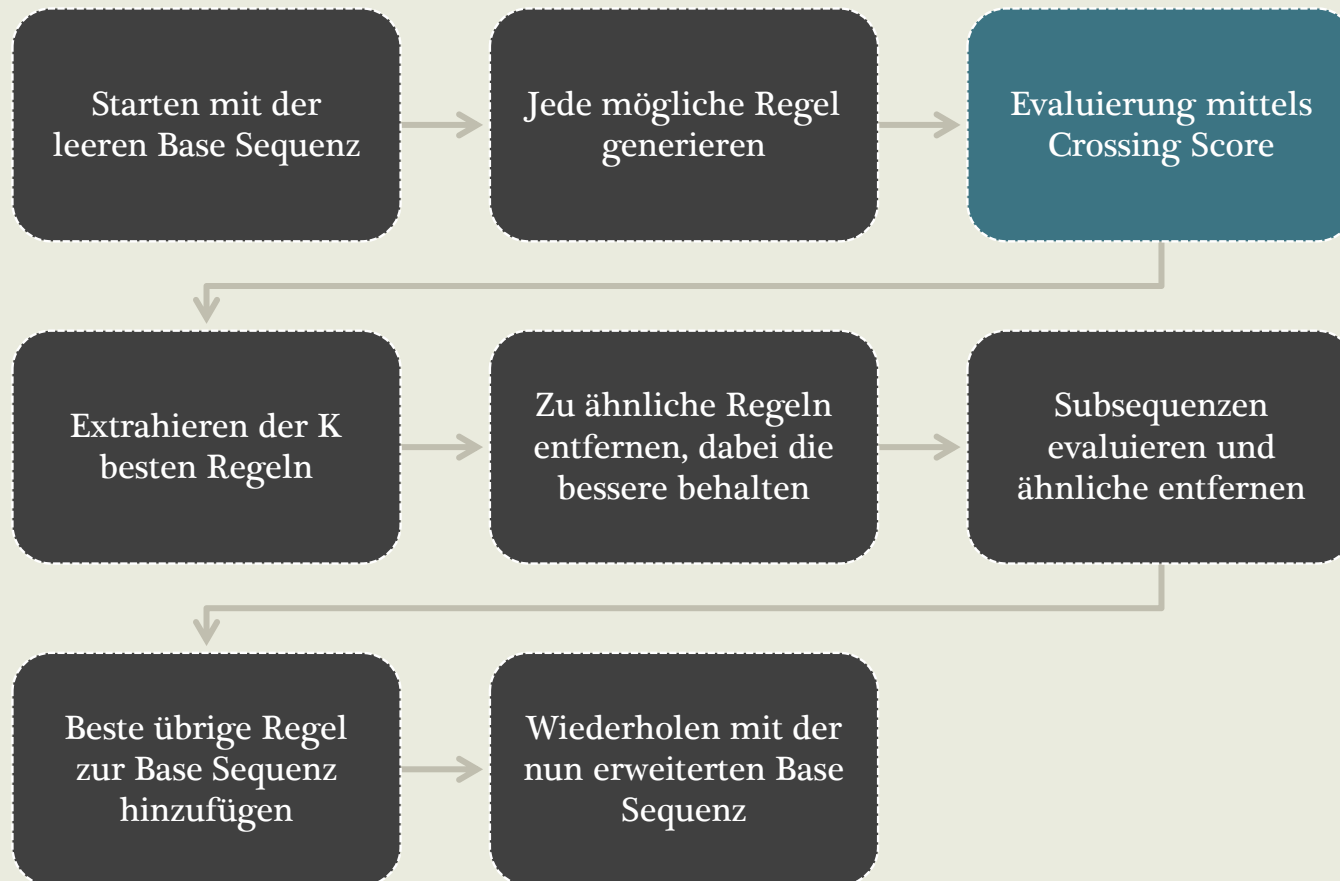 Starten mit der
leeren Base Sequenz
Jede mögliche Regel
generieren
Evaluierung mittels
Crossing Score
Extrahieren der K
besten Regeln
Zu ähnliche Regeln
entfernen, dabei die
bessere behalten
Subsequenzen
evaluieren und
ähnliche entfernen
Beste übrige Regel
zur Base Sequenz
hinzufügen
Wiederholen mit der
nun erweiterten Base
Sequenz